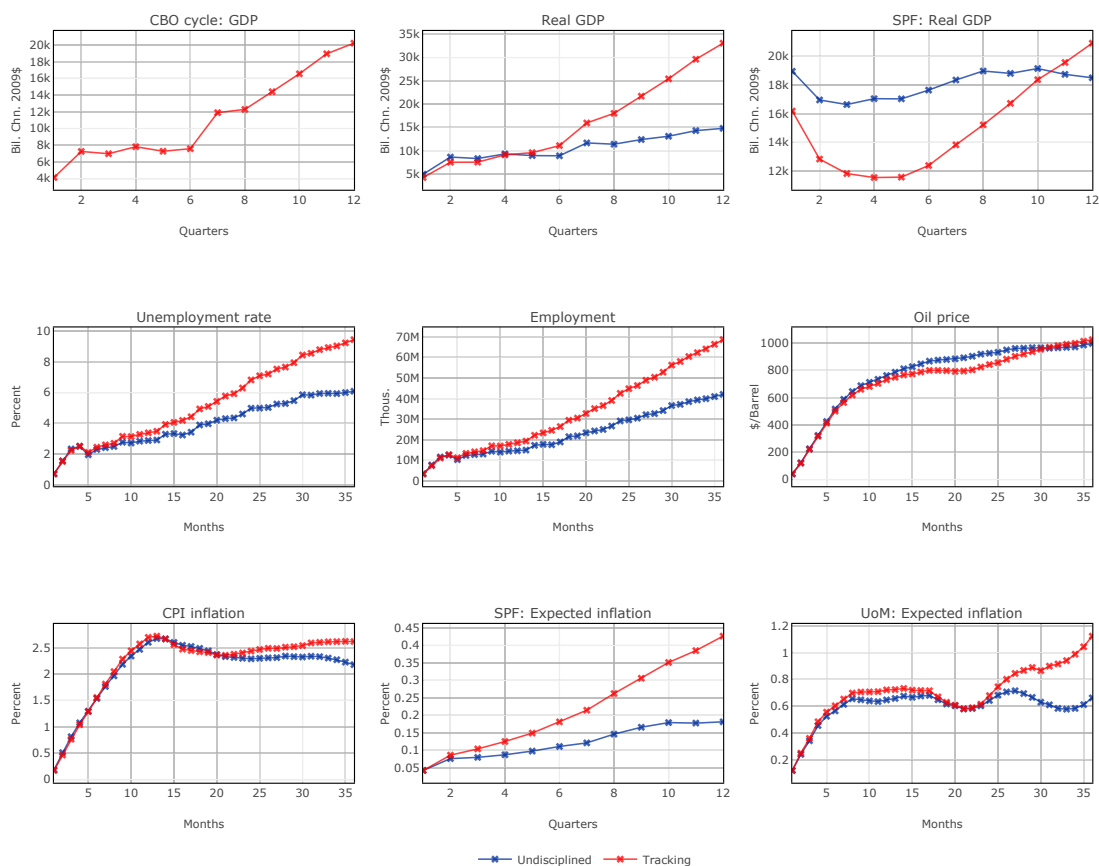 CBO cycle: GDP
Real GDP
SPF: Real GDP
Bil. Chn. 2009$
20k
18k
16k
14k
12k
10k
8k
6k
4k
2 4 6 8 10 12
Quarters
Bil. Chn. 2009$
35k
30k
25k
20k
15k
10k
5k
2 4 6 8 10 12
Quarters
Bil. Chn. 2009$
20k
18k
16k
14k
12k
2 4 6 8 10 12
Quarters
Unemployment rate
Employment
Oil price
Percent
10
8
6
4
2
0
5 10 15 20 25 30 35
Months
Thous.
70M
60M
50M
40M
30M
20M
10M
5 10 15 20 25 30 35
Months
$/Barrel
1000
800
600
400
200
0
5 10 15 20 25 30 35
Months
CPI inflation
SPF: Expected inflation
UoM: Expected inflation
Percent
2.5
2
1.5
1
0.5
0
5 10 15 20 25 30 35
Months
Percent
0.45
0.4
0.35
0.3
0.25
0.2
0.15
0.1
0.05
2 4 6 8 10 12
Quarters
Percent
1.2
1
0.8
0.6
0.4
0.2
5 10 15 20 25 30 35
Months
Undisciplined Tracking